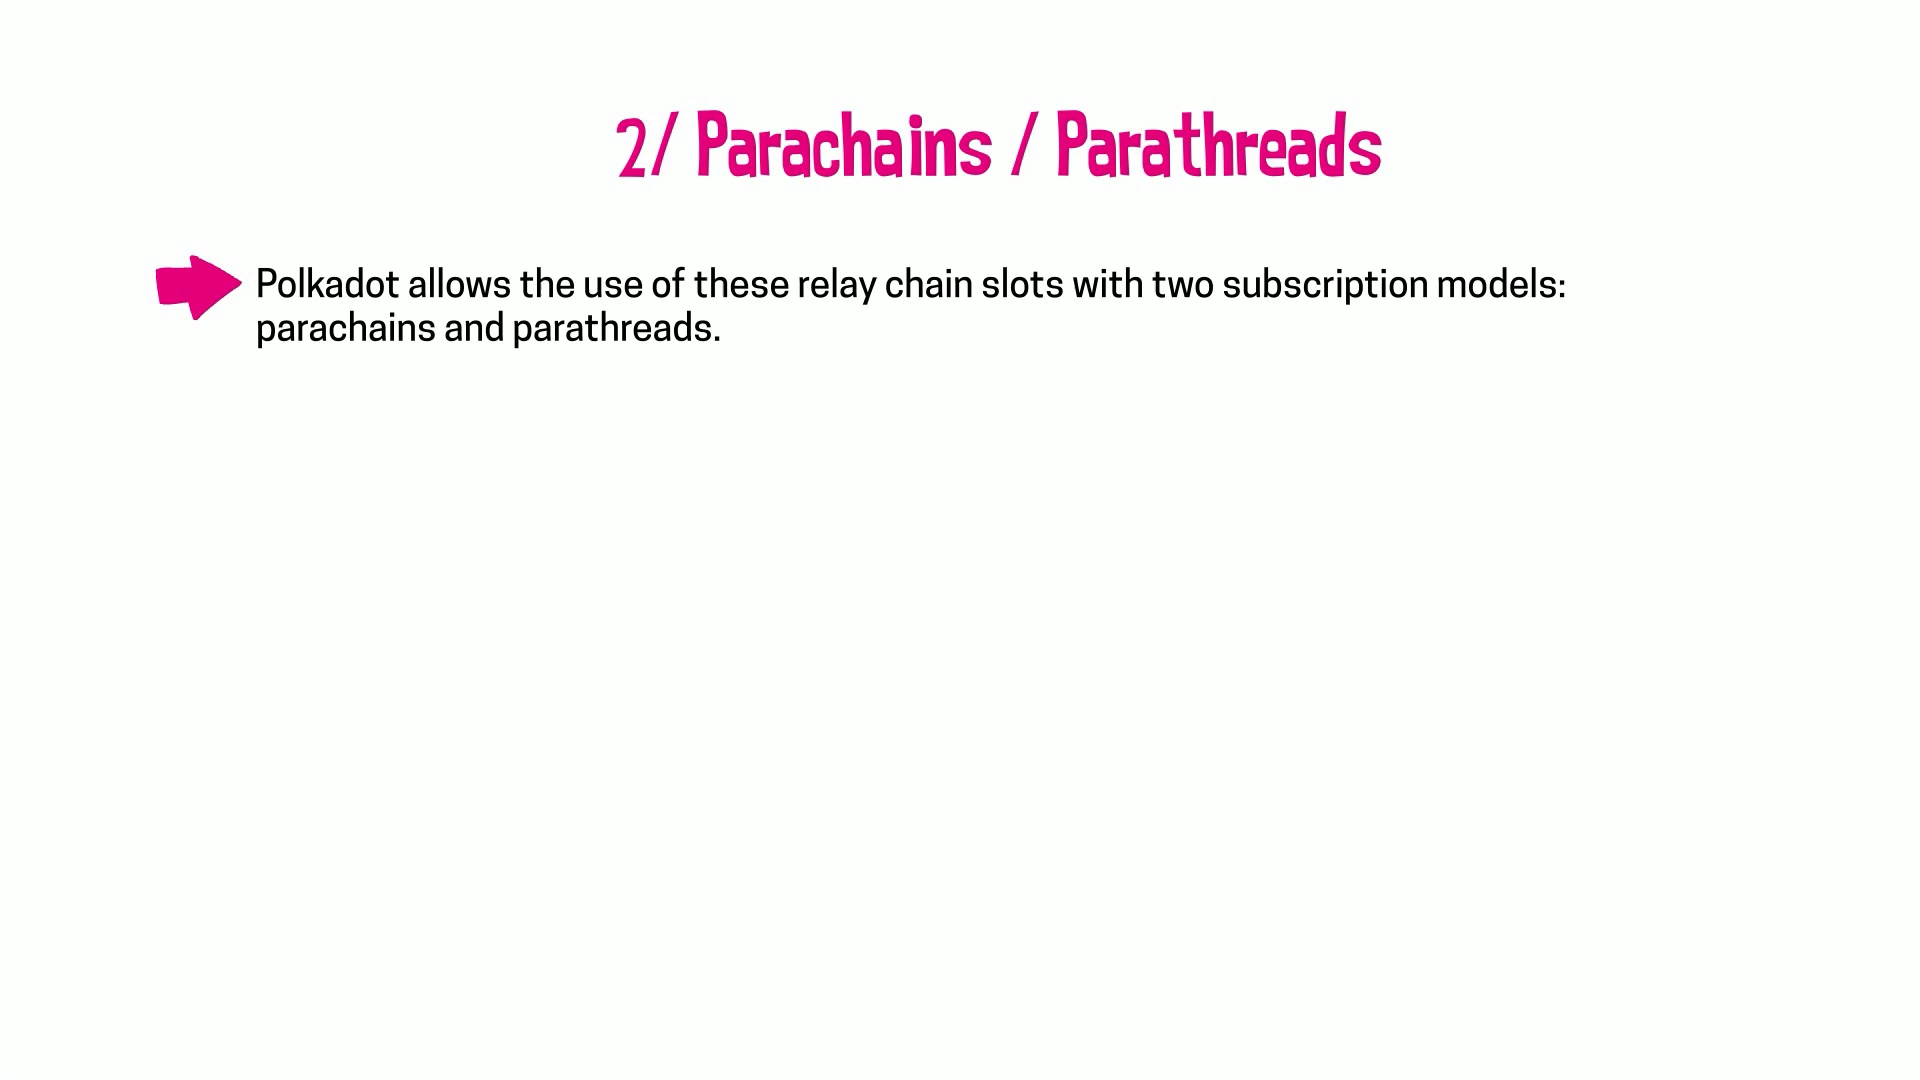 2/ Parachains / Parathreads
Polkadot allows the use of these relay chain slots with two subscription models:
parachains and parathreads.